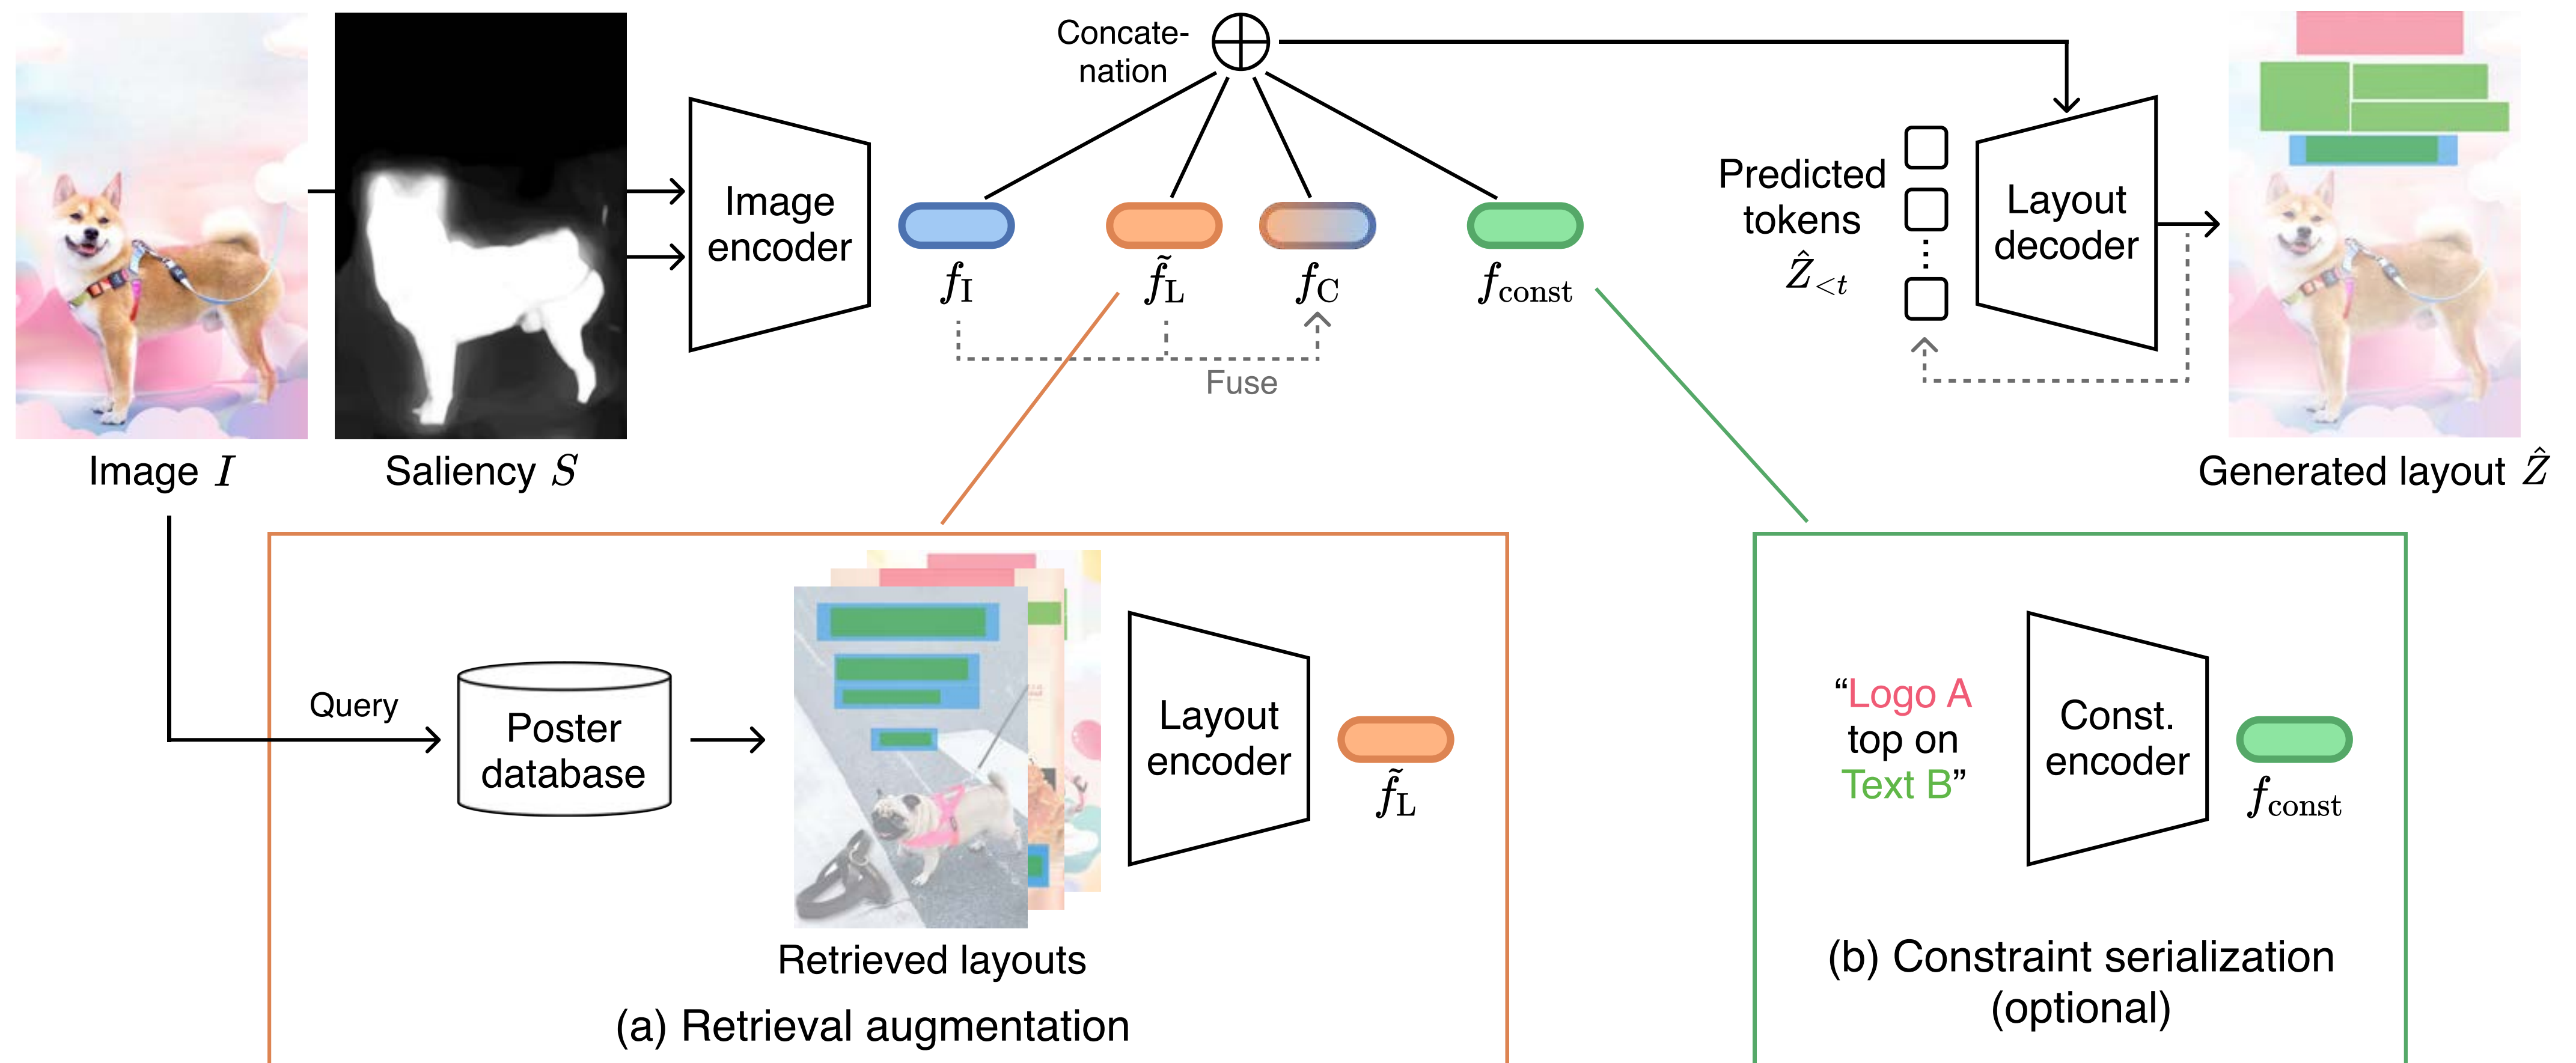 Concate-
nation
Image
encoder
f_I
f̃_L
f_C
f_const
Fuse
Predicted
tokens
Ẑ_<t
Layout
decoder
Image I
Saliency S
Generated layout Ẑ
Query
Poster
database
Retrieved layouts
Layout
encoder
f̃_L
(a) Retrieval augmentation
“Logo A
top on
Text B”
Const.
encoder
f_const
(b) Constraint serialization
(optional)